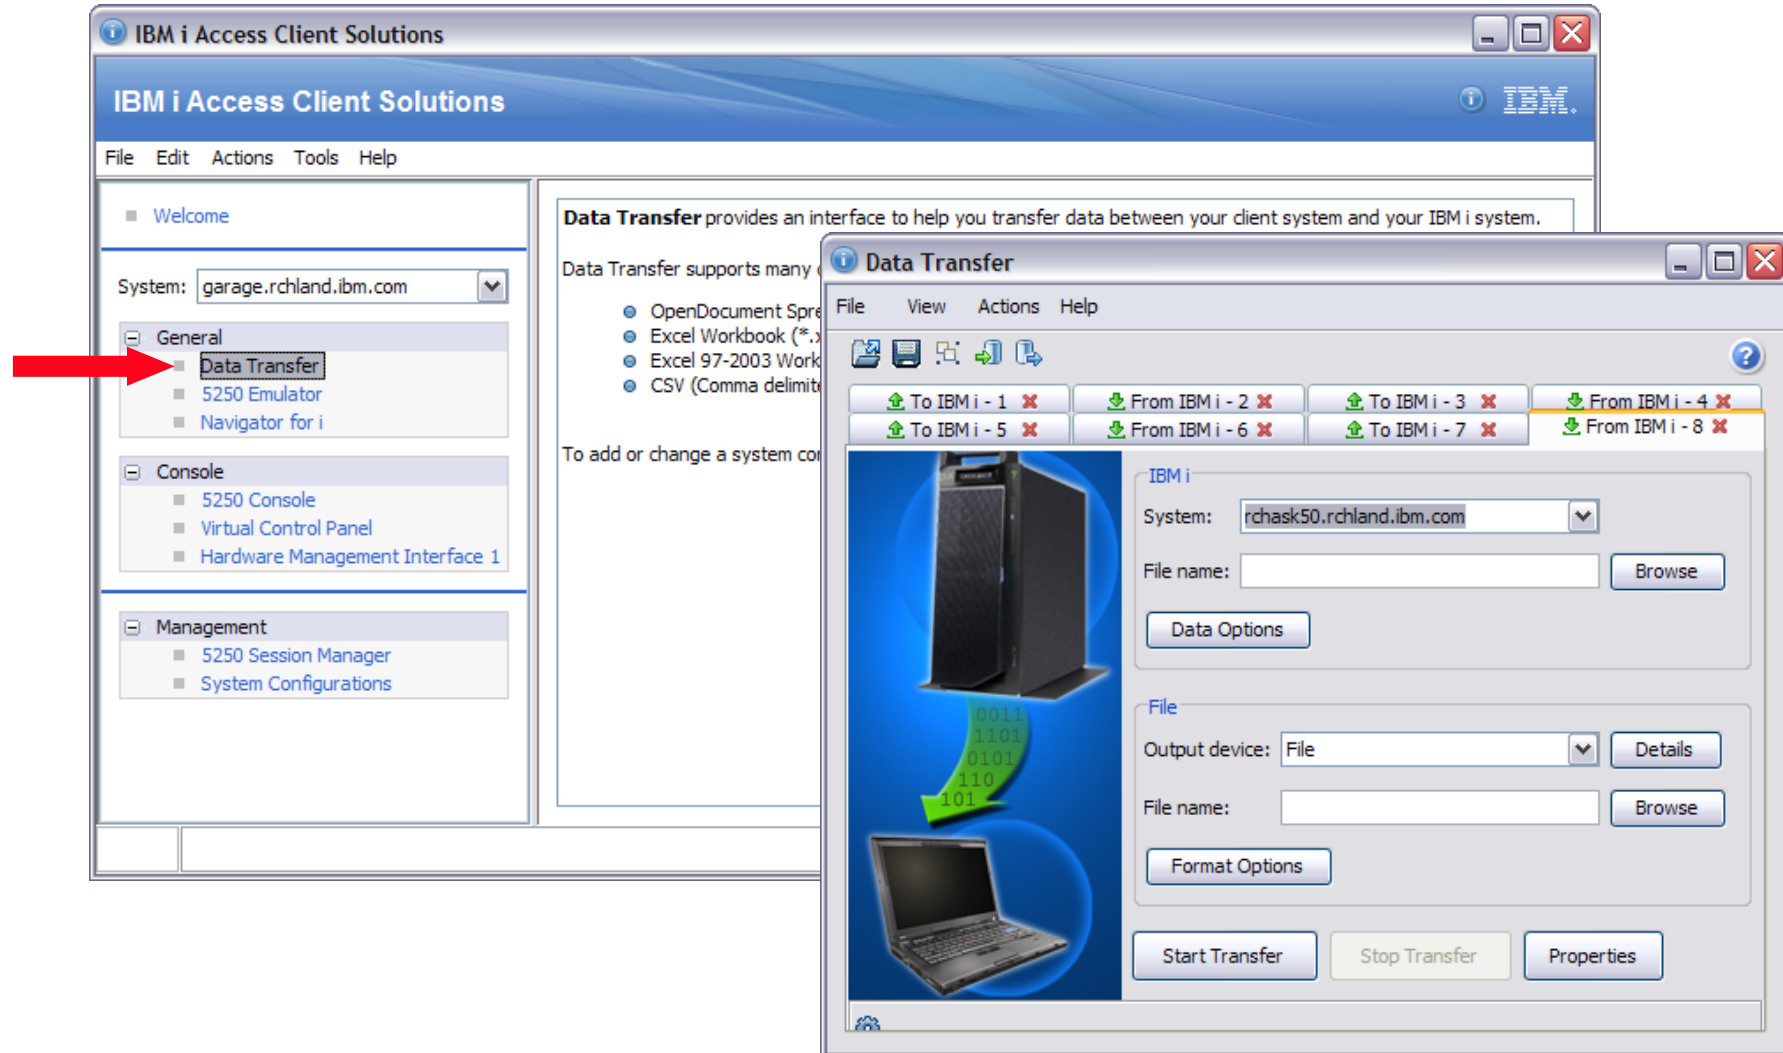 IBM i Access Client Solutions
IBM i Access Client Solutions
IBM.
File Edit Actions Tools Help
Welcome
System: garage.rchland.ibm.com
General
Data Transfer
5250 Emulator
Navigator for i
Console
5250 Console
Virtual Control Panel
Hardware Management Interface 1
Management
5250 Session Manager
System Configurations
Data Transfer provides an interface to help you transfer data between your client system and your IBM i system.
Data Transfer supports many
OpenDocument Spre
Excel Workbook (*.x
Excel 97-2003 Work
CSV (Comma delimite
To add or change a system con
Data Transfer
File View Actions Help
To IBM i - 1 From IBM i - 2 To IBM i - 3 From IBM i - 4
To IBM i - 5 From IBM i - 6 To IBM i - 7 From IBM i - 8
0011
1101
0101
110
101
IBM i
System: rchask50.rchland.ibm.com
File name: Browse
Data Options
File
Output device: File Details
File name: Browse
Format Options
Start Transfer Stop Transfer Properties